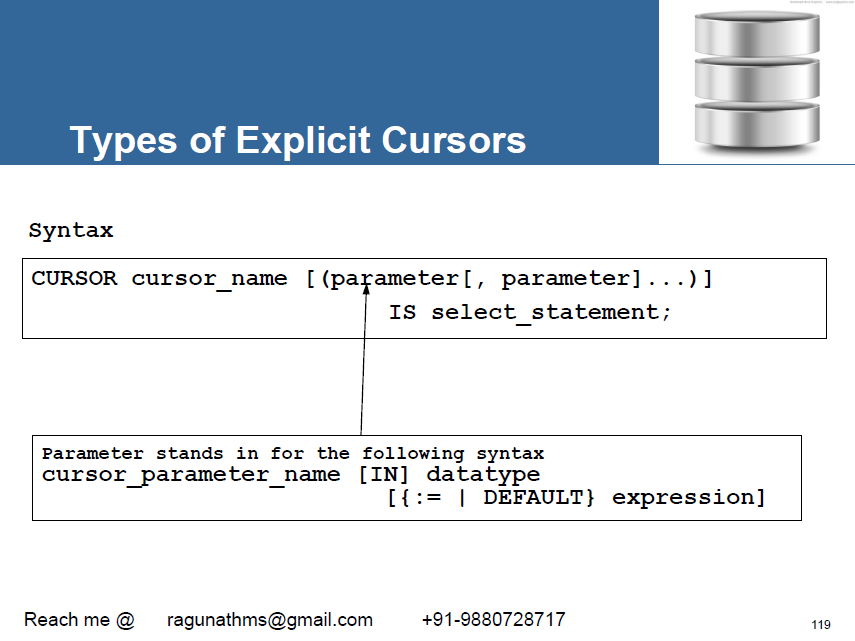 Types of Explicit Cursors
Syntax
CURSOR cursor_name [(parameter[, parameter]...)]
IS select_statement;
Parameter stands in for the following syntax
cursor_parameter_name [IN] datatype
[{:= | DEFAULT} expression]
Reach me @ ragunathms@gmail.com +91-9880728717
119